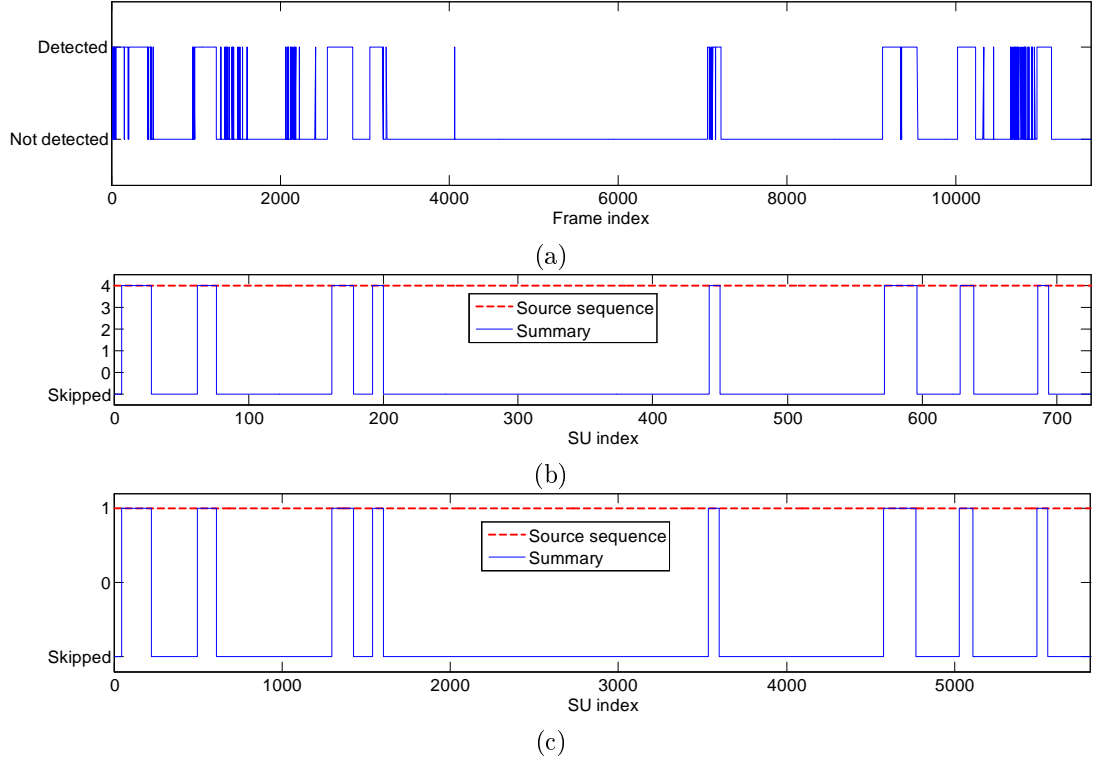 Detected
Not detected
0 2000 4000 6000 8000 10000
Frame index
(a)
4
3
2
1
0
Skipped
Source sequence
Summary
0 100 200 300 400 500 600 700
SU index
(b)
1
0
Skipped
Source sequence
Summary
0 1000 2000 3000 4000 5000
SU index
(c)